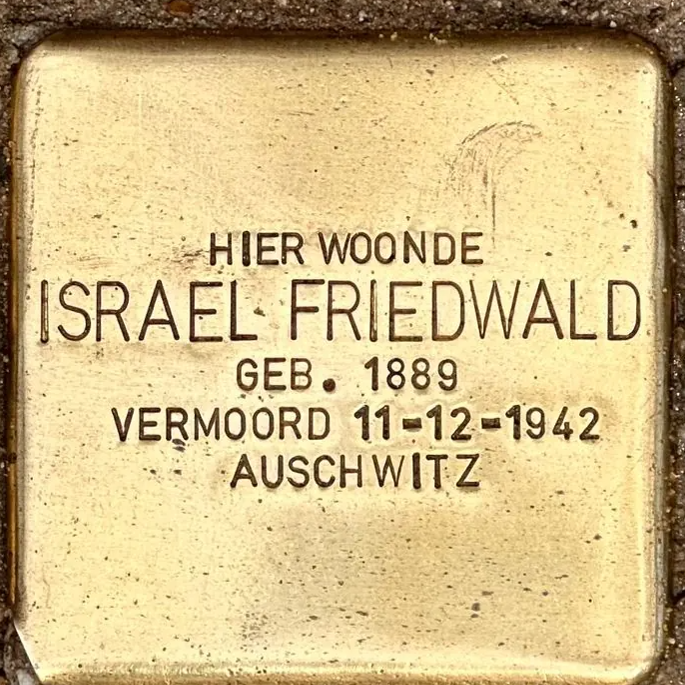 HIER WOONDE
ISRAEL FRIEDWALD
GEB. 1889
VERMOORD 11-12-1942
AUSCHWITZ